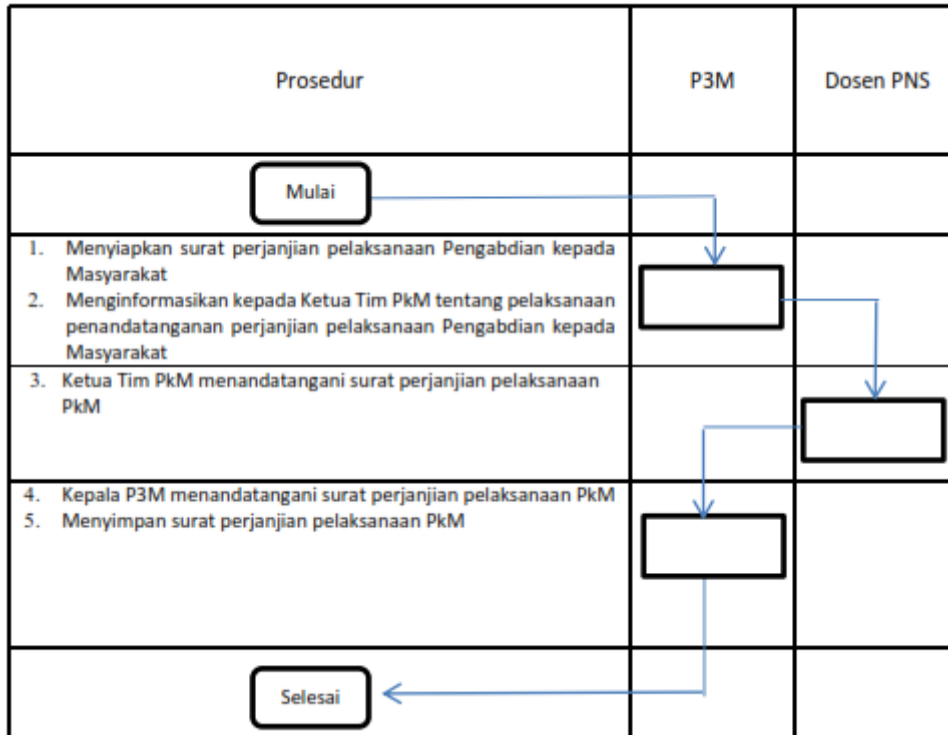 Prosedur
P3M
Dosen PNS
Mulai
1. Menyiapkan surat perjanjian pelaksanaan Pengabdian kepada
Masyarakat
2. Menginformasikan kepada Ketua Tim PkM tentang pelaksanaan
penandatanganan perjanjian pelaksanaan Pengabdian kepada
Masyarakat
3. Ketua Tim PkM menandatangani surat perjanjian pelaksanaan
PkM
4. Kepala P3M menandatangani surat perjanjian pelaksanaan PkM
5. Menyimpan surat perjanjian pelaksanaan PkM
Selesai